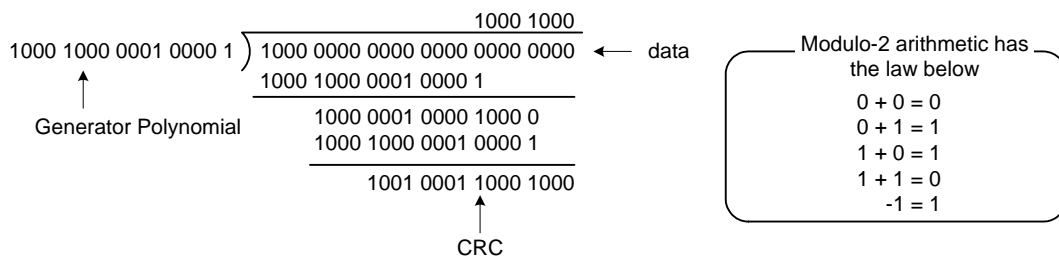 1000 1000
1000 1000 0001 0000 1
1000 0000 0000 0000 0000 0000
data
1000 1000 0001 0000 1
Generator Polynomial
1000 0001 0000 1000 0
1000 1000 0001 0000 1
1001 0001 1000 1000
CRC
Modulo-2 arithmetic has
the law below
0 + 0 = 0
0 + 1 = 1
1 + 0 = 1
1 + 1 = 0
-1 = 1